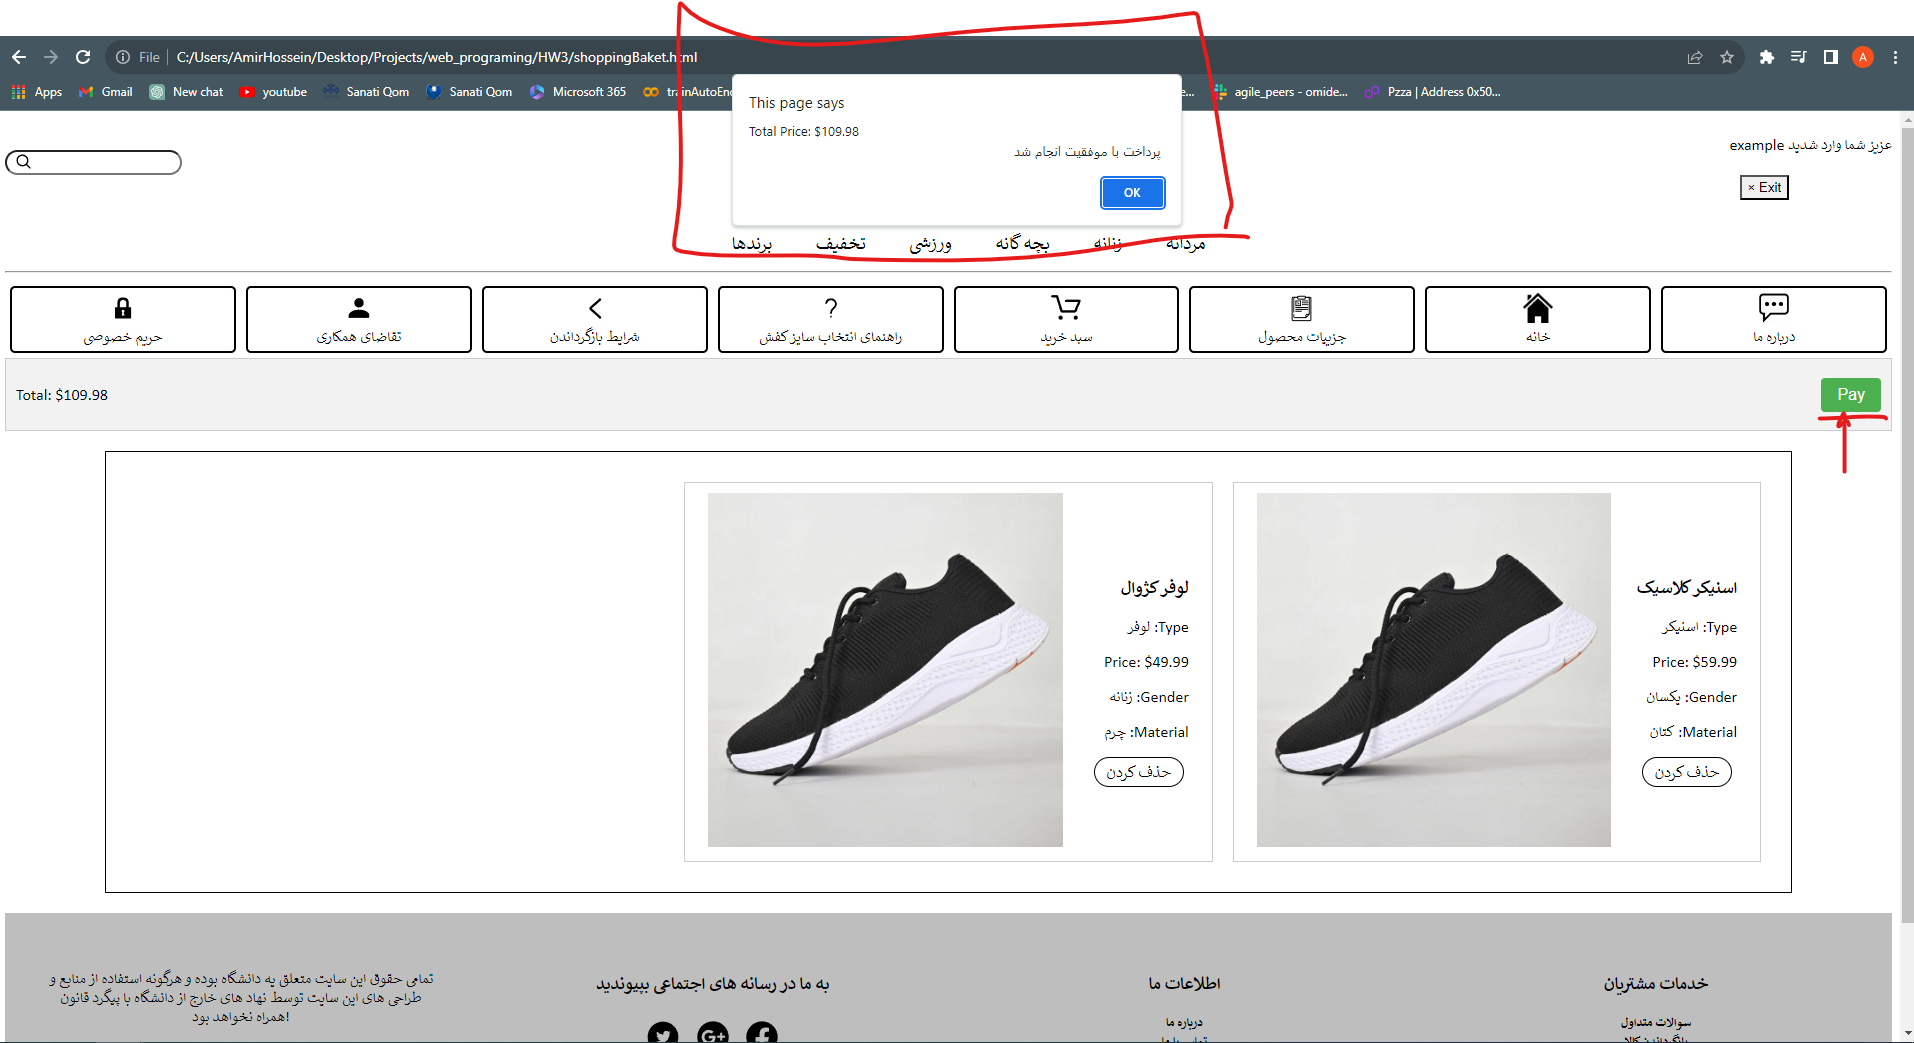 File C:/Users/AmirHossein/Desktop/Projects/web_programing/HW3/shoppingBaket.html
A
Apps Gmail New chat youtube Sanati Qom Sanati Qom Microsoft 365 trainAutoEnc e... agile_peers - omide... Pzza | Address 0x50...
This page says
Total Price: $109.98
پرداخت با موفقیت انجام شد
OK
example عزیز شما وارد شدید
× Exit
مردانه زنانه بچه گانه ورزشی تخفیف برندها
درباره ما
خانه
جزییات محصول
سبد خرید
راهنمای انتخاب سایز کفش
شرایط بازگرداندن
تقاضای همکاری
حریم خصوصی
Total: $109.98
Pay
اسنیکر کلاسیک
Type: اسنیکر
Price: $59.99
Gender: یکسان
Material: کتان
حذف کردن
لوفر کژوال
Type: لوفر
Price: $49.99
Gender: زنانه
Material: چرم
حذف کردن
خدمات مشتریان
سوالات متداول
بازگرداندن کالا
اطلاعات ما
درباره ما
به ما در رسانه های اجتماعی بپیوندید
G+
تمامی حقوق این سایت متعلق یه دانشگاه بوده و هرگونه استفاده از منابع و
طراحی های این سایت توسط نهاد های خارج از دانشگاه با پیگرد قانون
همراه نخواهد بود!